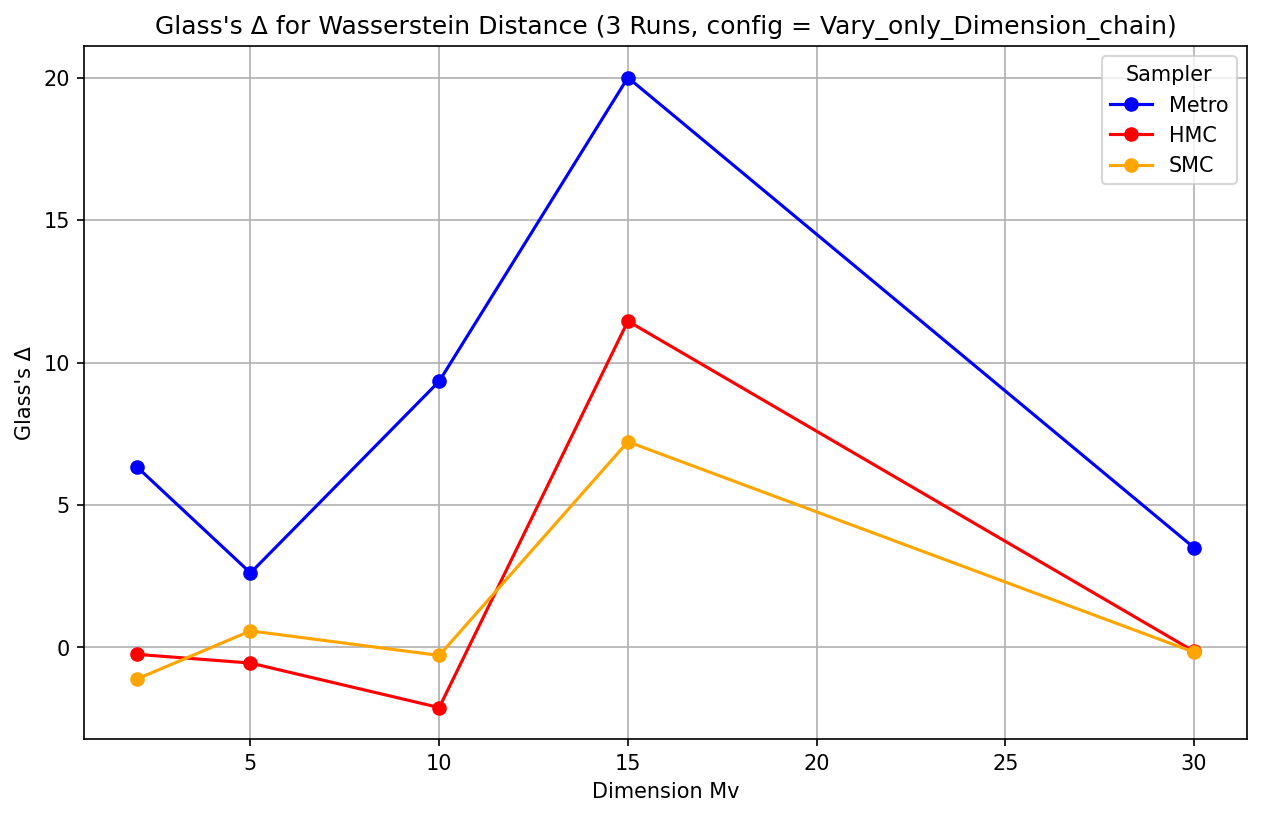 Glass's Δ for Wasserstein Distance (3 Runs, config = Vary_only_Dimension_chain)
Sampler
Metro
HMC
SMC
Glass's Δ
20
15
10
5
0
5
10
15
20
25
30
Dimension Mv